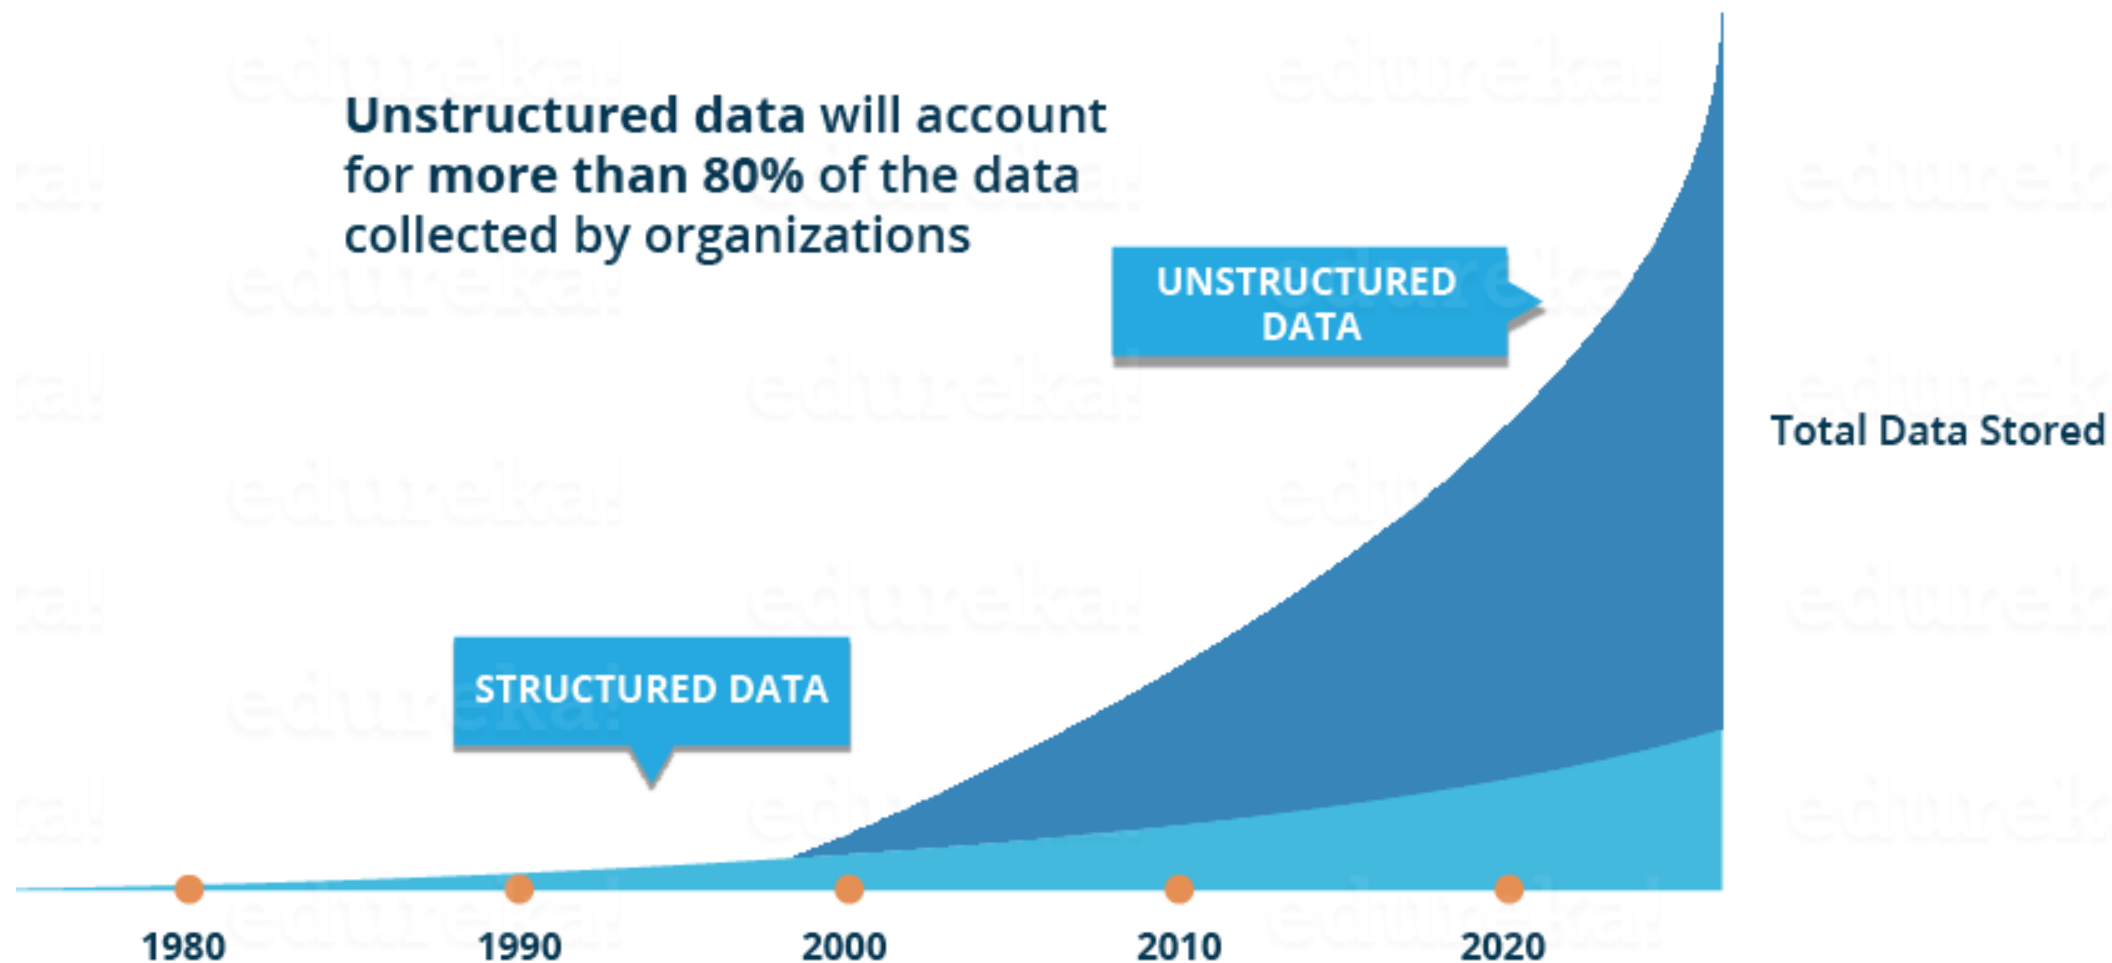 Unstructured data will account
for more than 80% of the data
collected by organizations
UNSTRUCTURED
DATA
Total Data Stored
STRUCTURED DATA
1980
1990
2000
2010
2020
edureka!